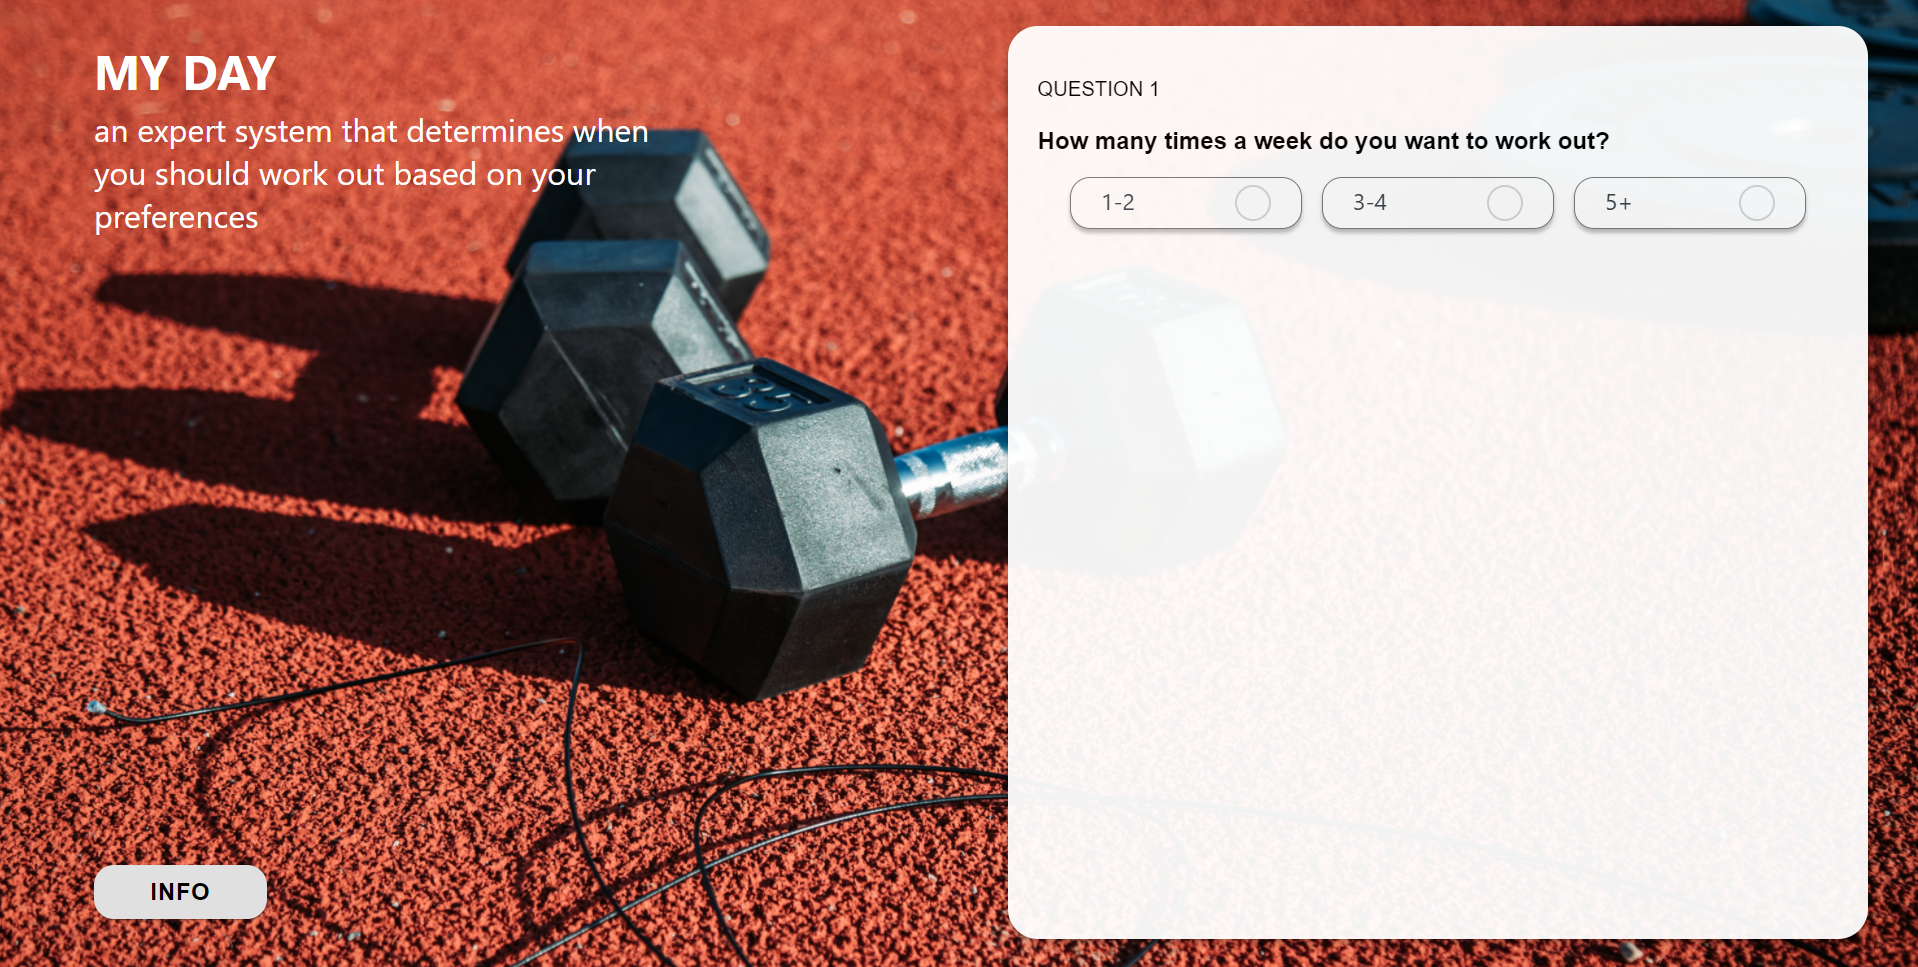 MY DAY
an expert system that determines when
you should work out based on your
preferences
INFO
QUESTION 1
How many times a week do you want to work out?
1-2 3-4 5+
35